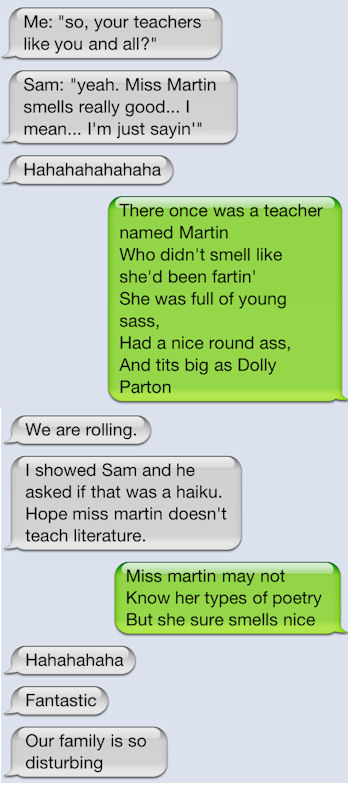 Me: "so, your teachers
like you and all?"
Sam: "yeah. Miss Martin
smells really good... I
mean... I'm just sayin'"
Hahahahahahaha
There once was a teacher
named Martin
Who didn't smell like
she'd been fartin'
She was full of young
sass,
Had a nice round ass,
And tits big as Dolly
Parton
We are rolling.
I showed Sam and he
asked if that was a haiku.
Hope miss martin doesn't
teach literature.
Miss martin may not
Know her types of poetry
But she sure smells nice
Hahahahaha
Fantastic
Our family is so
disturbing